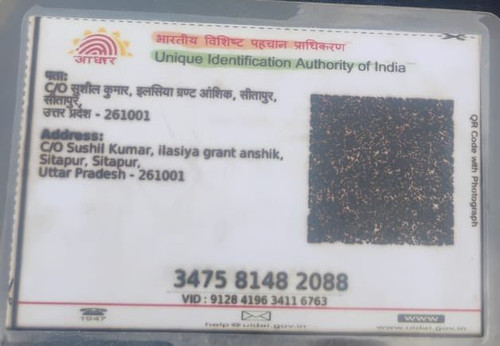 भारतीय विशिष्ट पहचान प्राधिकरण
Unique Identification Authority of India
आधार
पता:
C/O सुशील कुमार, इलसिया ग्रण्ट आंशिक, सीतापुर,
सीतापुर,
उत्तर प्रदेश - 261001
Address:
C/O Sushil Kumar, ilasiya grant anshik,
Sitapur, Sitapur,
Uttar Pradesh - 261001
QR Code with Photograph
3475 8148 2088
VID : 9128 4196 3411 6763
1947
help@uidai.gov.in
www
www.uidai.gov.in